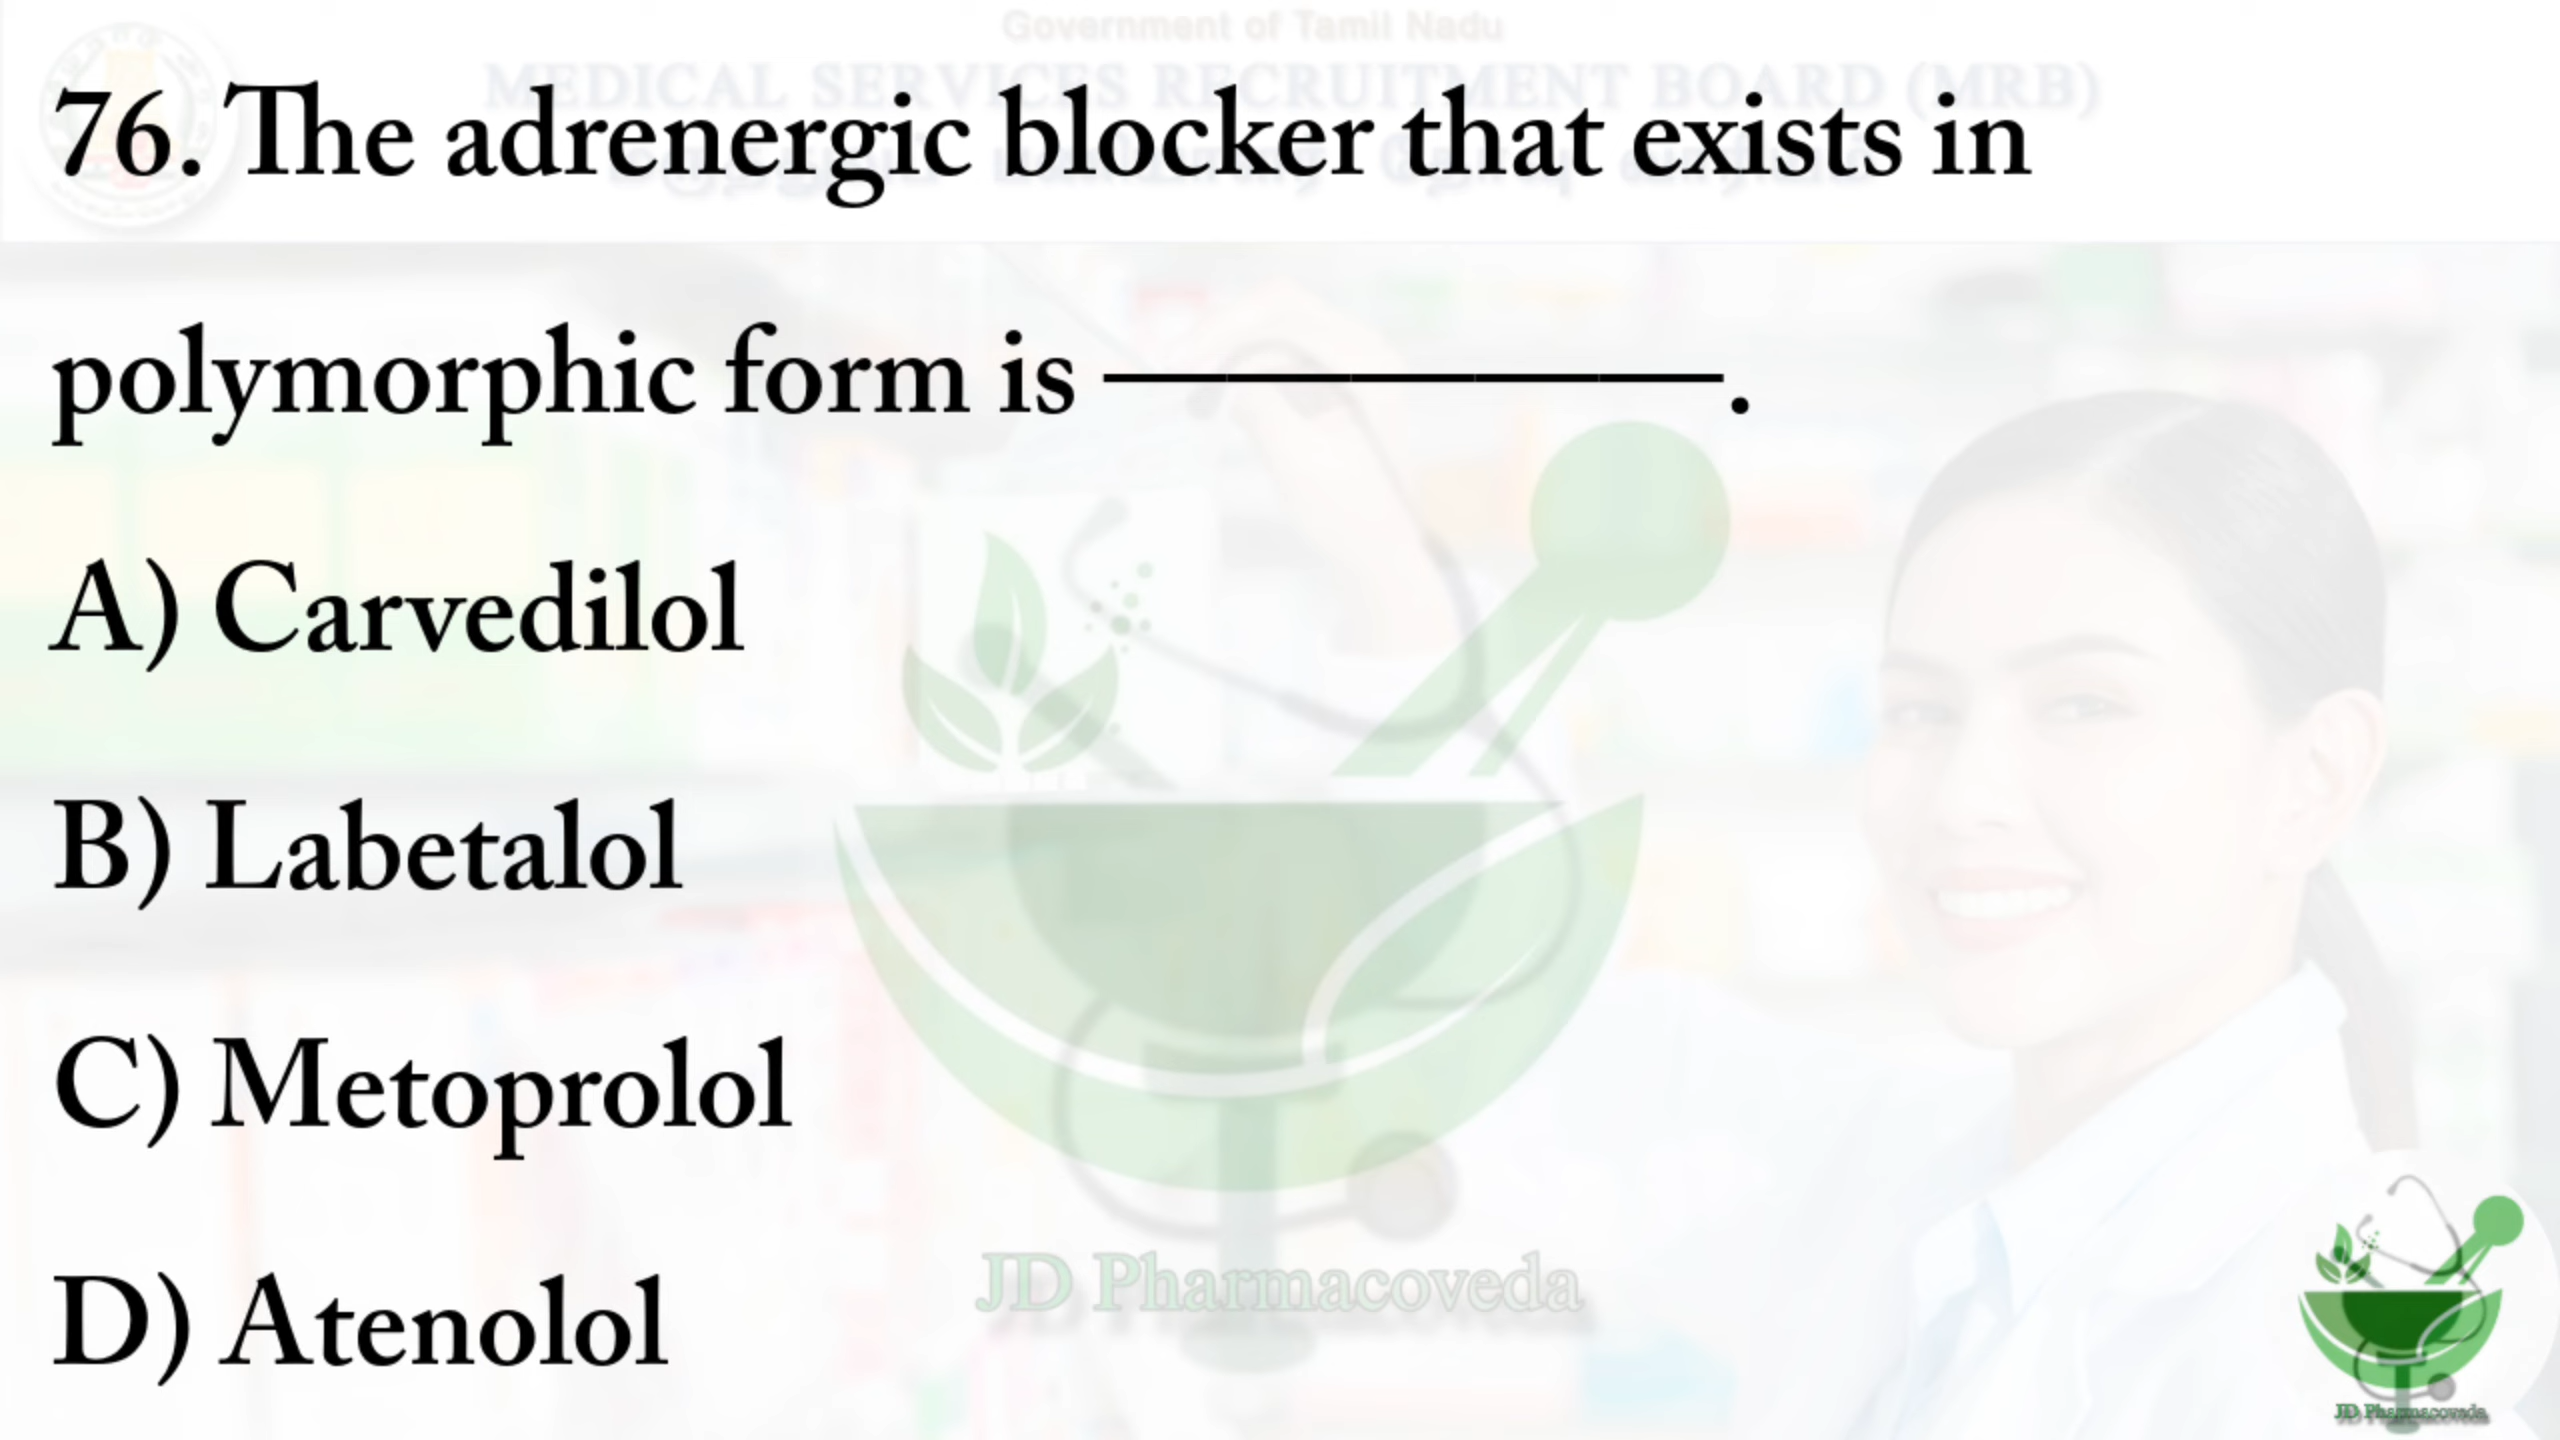 Government of Tamil Nadu
MEDICAL SERVICES RECRUITMENT BOARD (MRB)
76. The adrenergic blocker that exists in
polymorphic form is —————.
A) Carvedilol
B) Labetalol
C) Metoprolol
D) Atenolol
JD Pharmacoveda
JD Pharmacoveda